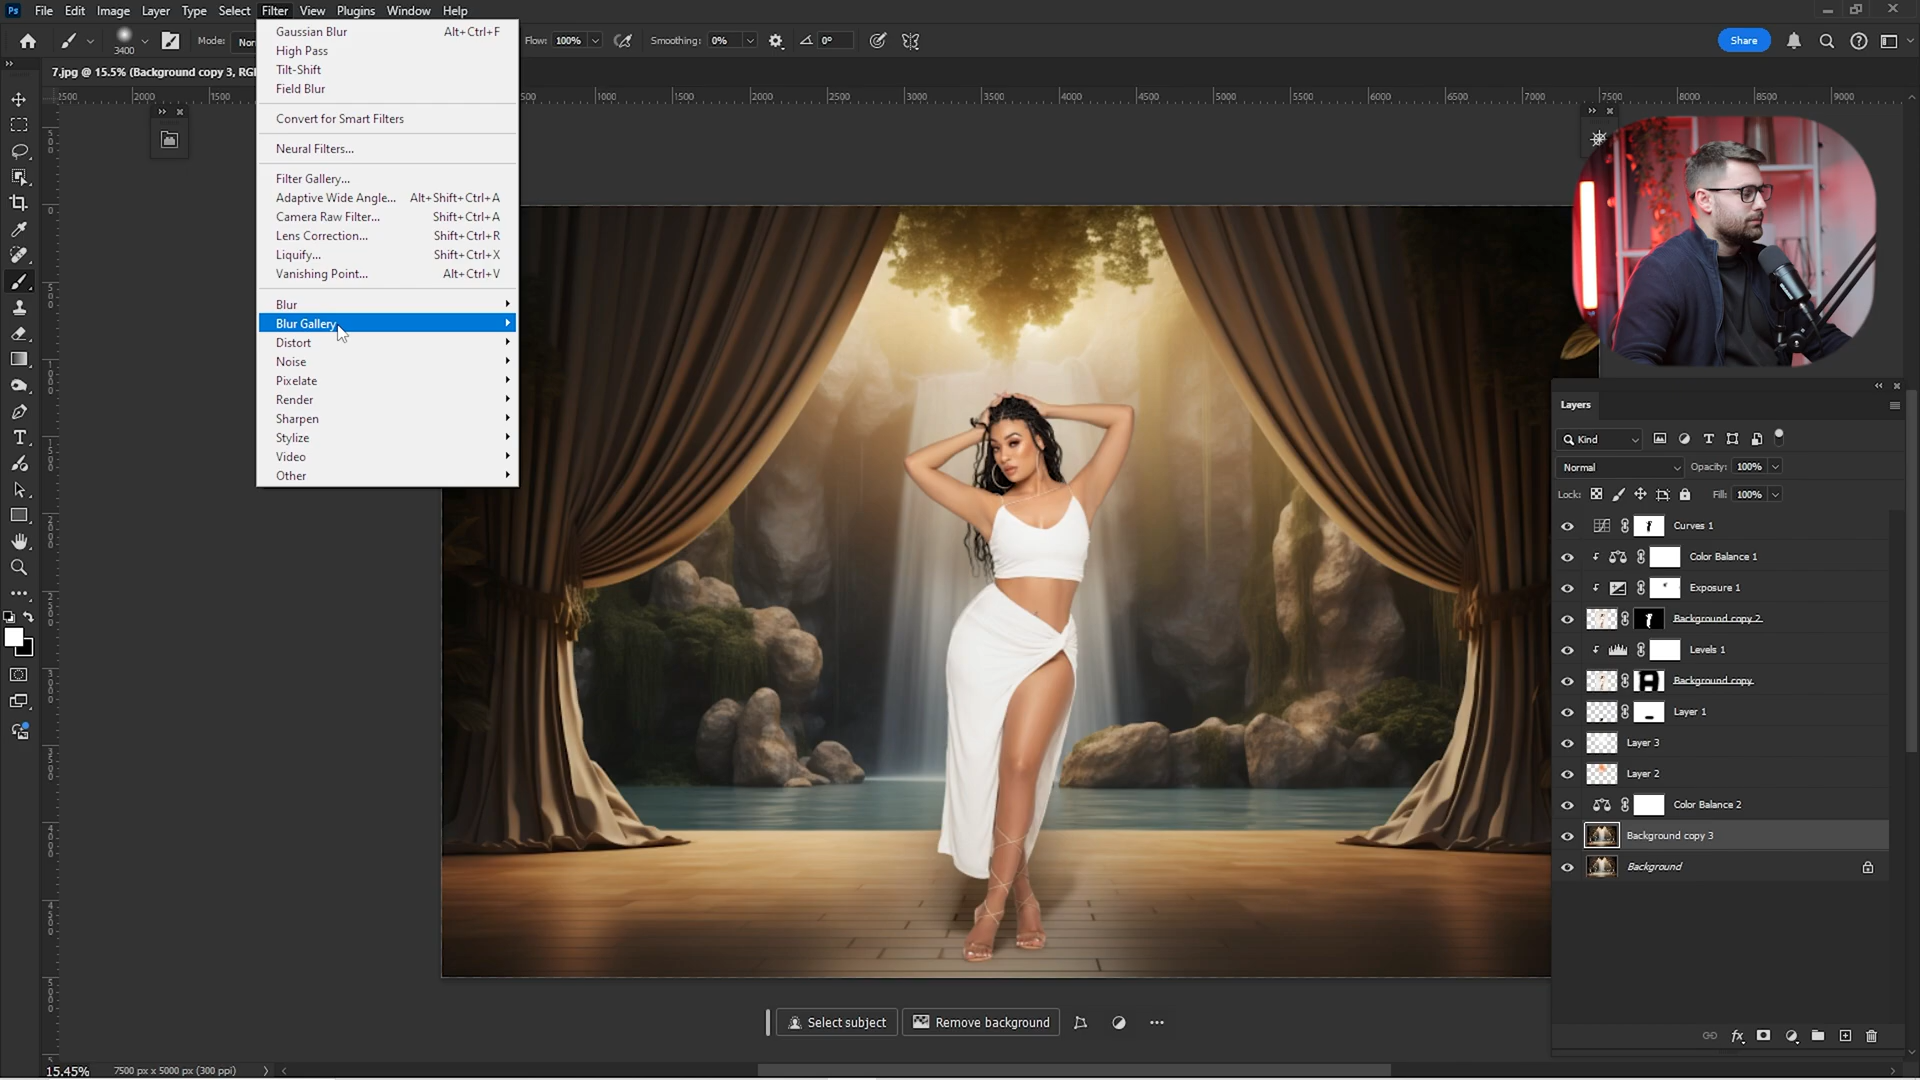 Ps File Edit Image Layer Type Select Filter View Plugins Window Help
3400 Mode: Nor Flow: 100% Smoothing: 0% 0° Share
7.jpg @ 15.5% (Background copy 3, RG
2500 2000 1500 500 1000 1500 2000 2500 3000 3500 4000 4500 5000 5500 6000 6500 7000 7500 8000 8500 9000
Gaussian Blur Alt+Ctrl+F
High Pass
Tilt-Shift
Field Blur
Convert for Smart Filters
Neural Filters...
Filter Gallery...
Adaptive Wide Angle... Alt+Shift+Ctrl+A
Camera Raw Filter... Shift+Ctrl+A
Lens Correction... Shift+Ctrl+R
Liquify... Shift+Ctrl+X
Vanishing Point... Alt+Ctrl+V
Blur
Blur Gallery
Distort
Noise
Pixelate
Render
Sharpen
Stylize
Video
Other
Layers
Kind
Normal Opacity: 100%
Lock: Fill: 100%
Curves 1
Color Balance 1
Exposure 1
Background copy 2
Levels 1
Background copy
Layer 1
Layer 3
Layer 2
Color Balance 2
Background copy 3
Background
Select subject Remove background
15.45% 7500 px x 5000 px (300 ppi)